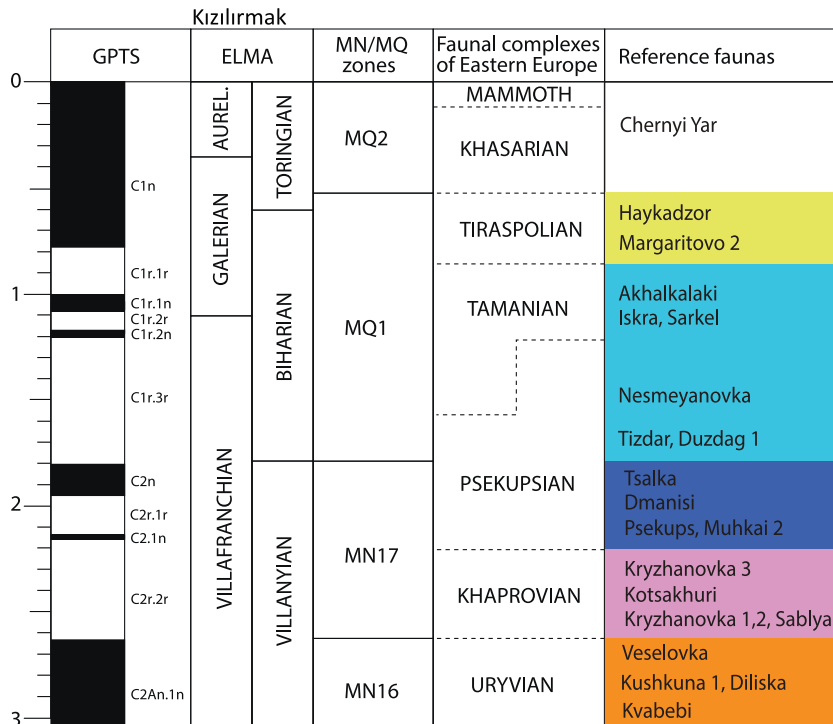 Kızılırmak
GPTS
ELMA
MN/MQ
zones
Faunal complexes
of Eastern Europe
Reference faunas
0
1
2
3
C1n
C1r.1r
C1r.1n
C1r.2r
C1r.2n
C1r.3r
C2n
C2r.1r
C2.1n
C2r.2r
C2An.1n
AUREL.
GALERIAN
VILLAFRANCHIAN
TORINGIAN
BIHARIAN
VILLANYIAN
MQ2
MQ1
MN17
MN16
MAMMOTH
KHASARIAN
TIRASPOLIAN
TAMANIAN
PSEKUPSIAN
KHAPROVIAN
URYVIAN
Chernyi Yar
Haykadzor
Margaritovo 2
Akhalkalaki
Iskra, Sarkel
Nesmeyanovka
Tizdar, Duzdag 1
Tsalka
Dmanisi
Psekups, Muhkai 2
Kryzhanovka 3
Kotsakhuri
Kryzhanovka 1,2, Sablya
Veselovka
Kushkuna 1, Diliska
Kvabebi